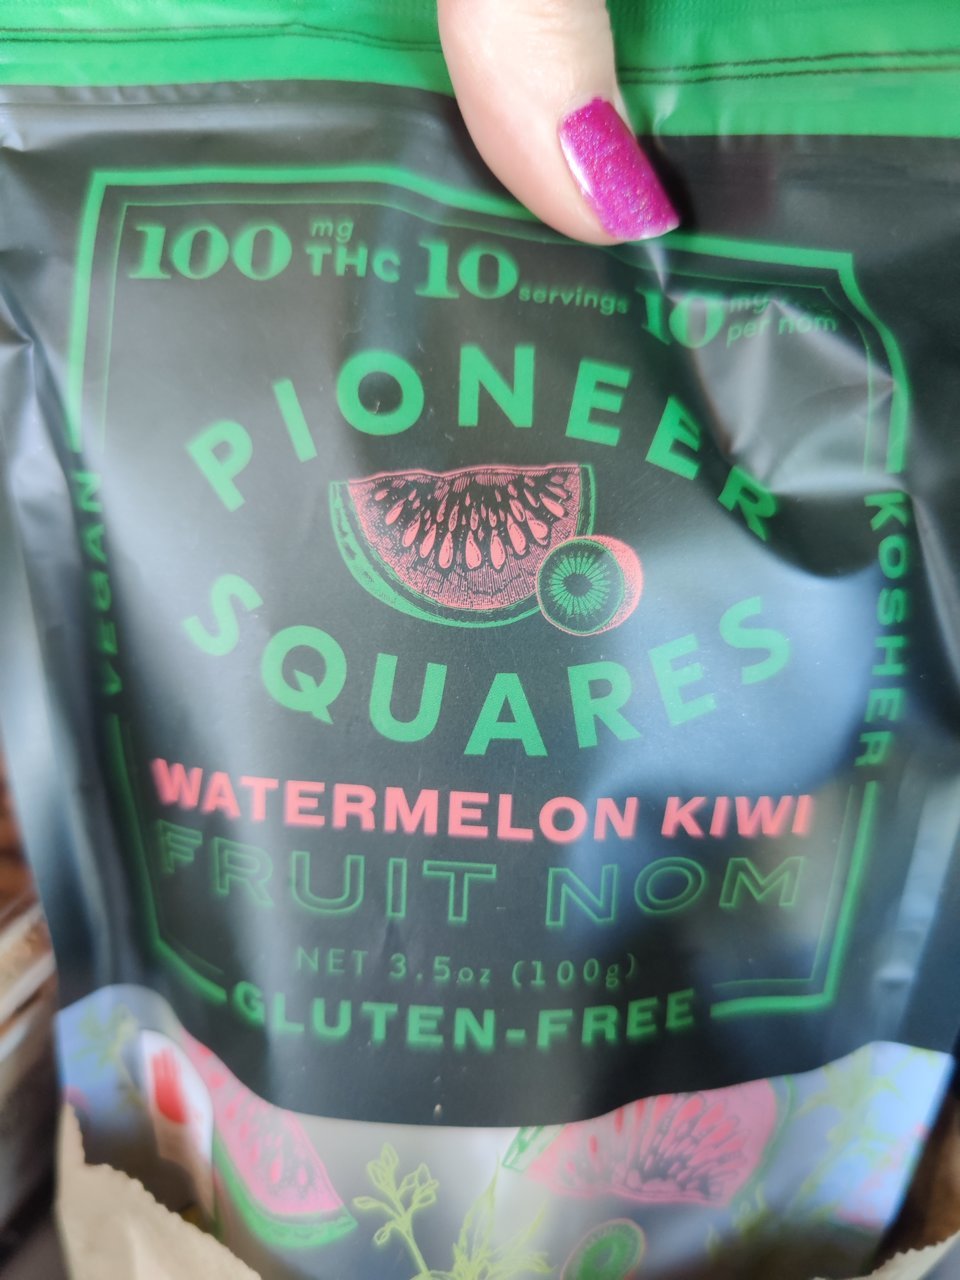 100 mg THC 10 servings 10 mg per nom
PIONEER
SQUARES
VEGAN
KOSHER
WATERMELON KIWI
FRUIT NOM
NET 3.5oz (100g)
GLUTEN-FREE